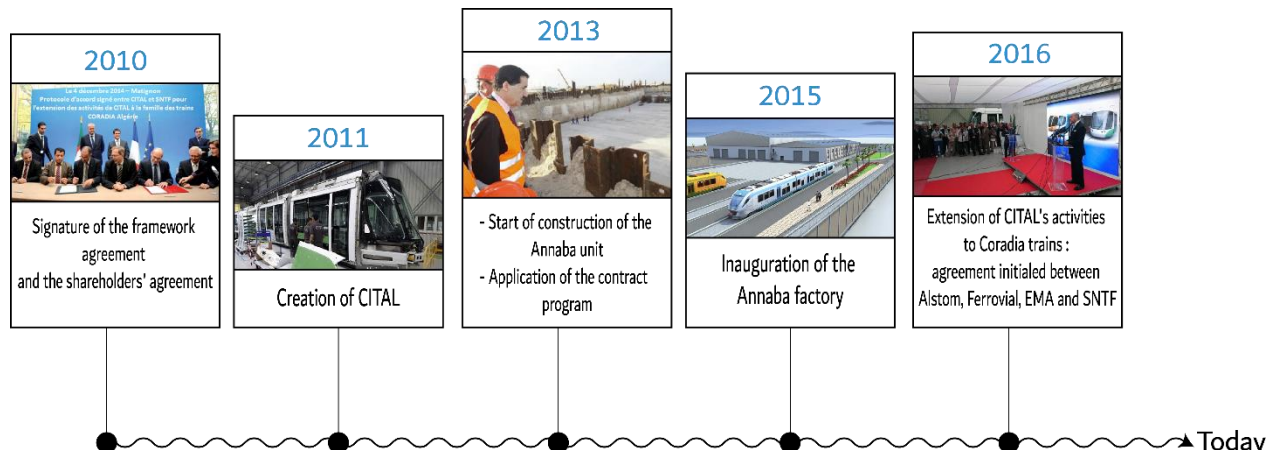 2010
Le 4 décembre 2014 – Matignon
Protocole d'accord signé entre CITAL et SNTF pour
l'extension des activités de CITAL à la famille des trains
CORADIA Algérie
Signature of the framework
agreement
and the shareholders' agreement
2011
Creation of CITAL
2013
- Start of construction of the
Annaba unit
- Application of the contract
program
2015
Inauguration of the
Annaba factory
2016
Extension of CITAL's activities
to Coradia trains :
agreement initialed between
Alstom, Ferrovial, EMA and SNTF
Today